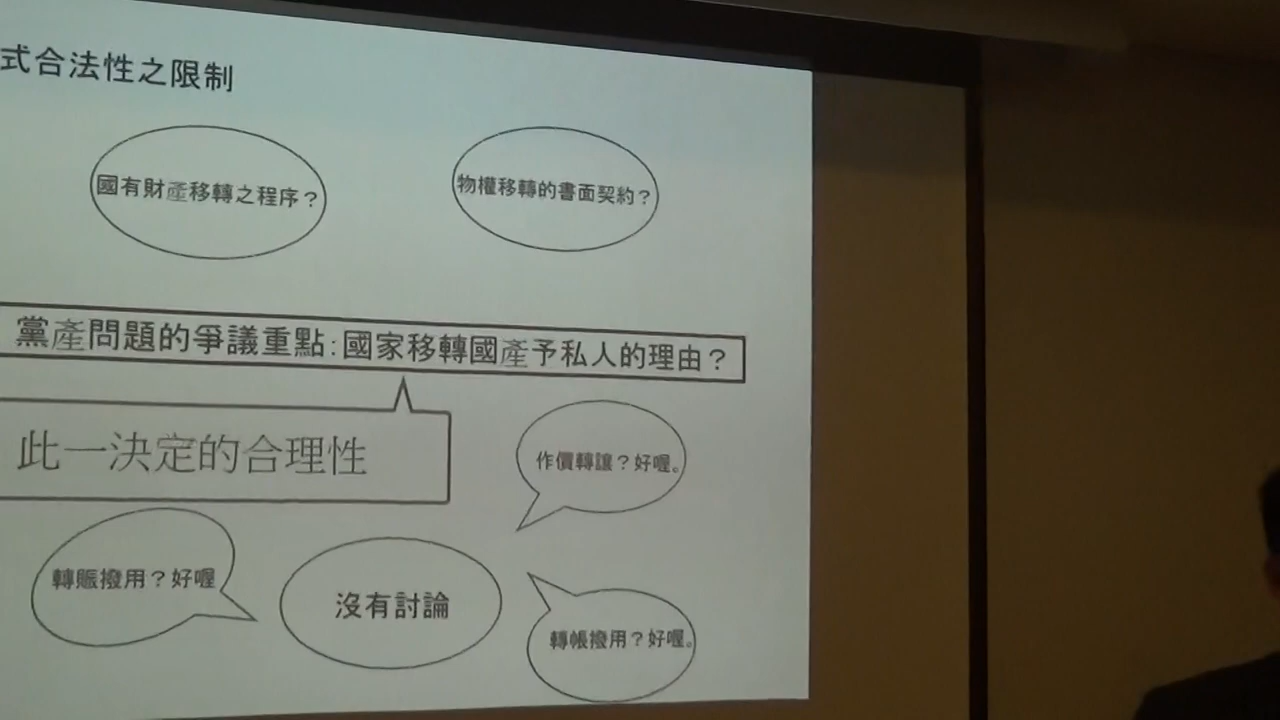 式合法性之限制
國有財產移轉之程序？
物權移轉的書面契約？
黨產問題的爭議重點:國家移轉國產予私人的理由？
此一決定的合理性
作價轉讓？好喔。
轉賬撥用？好喔
沒有討論
轉帳撥用？好喔。